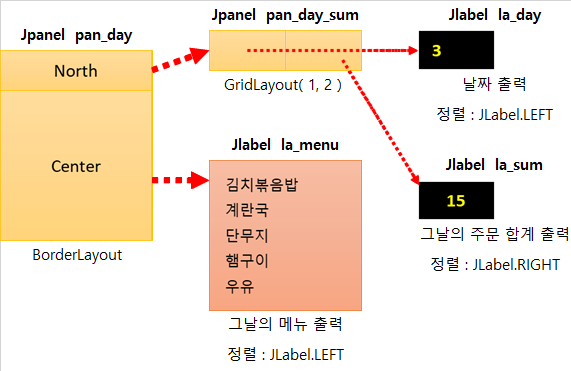 Jpanel pan_day
North
Center
BorderLayout
Jpanel pan_day_sum
GridLayout( 1, 2 )
Jlabel la_menu
김치볶음밥
계란국
단무지
햄구이
우유
그날의 메뉴 출력
정렬 : JLabel.LEFT
Jlabel la_day
3
날짜 출력
정렬 : JLabel.LEFT
Jlabel la_sum
15
그날의 주문 합계 출력
정렬 : JLabel.RIGHT